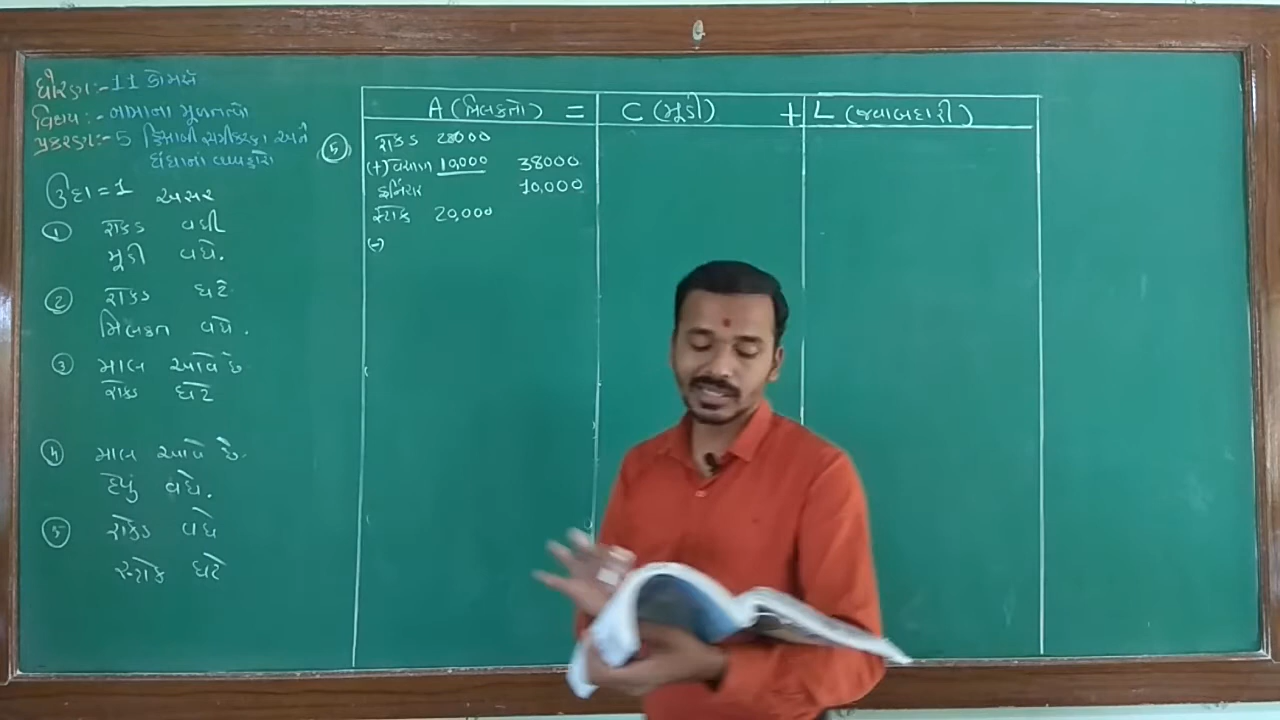 ધોરણ:- 11 કોમર્સ
વિષય:- નામાના મૂળતત્વો
પ્રકરણ:- 5 હિસાબી સમીકરણ અને
ધંધાના વ્યવહારો
ઉદા = 1 અસર
① રોકડ વધી
મૂડી વધે.
② રોકડ ઘટે
મિલકત વધે.
③ માલ આવે છે
રોકડ ઘટે
④ માલ આવે છે.
દેવું વધે.
⑤ રોકડ વધે
સ્ટોક ઘટે
A (મિલકતો) = C (મૂડી) + L (જવાબદારી)
⑤ રોકડ 28000
(+) વેચાણ 10,000 38000
ફર્નિચર 10,000
સ્ટોક 20,000
(-)